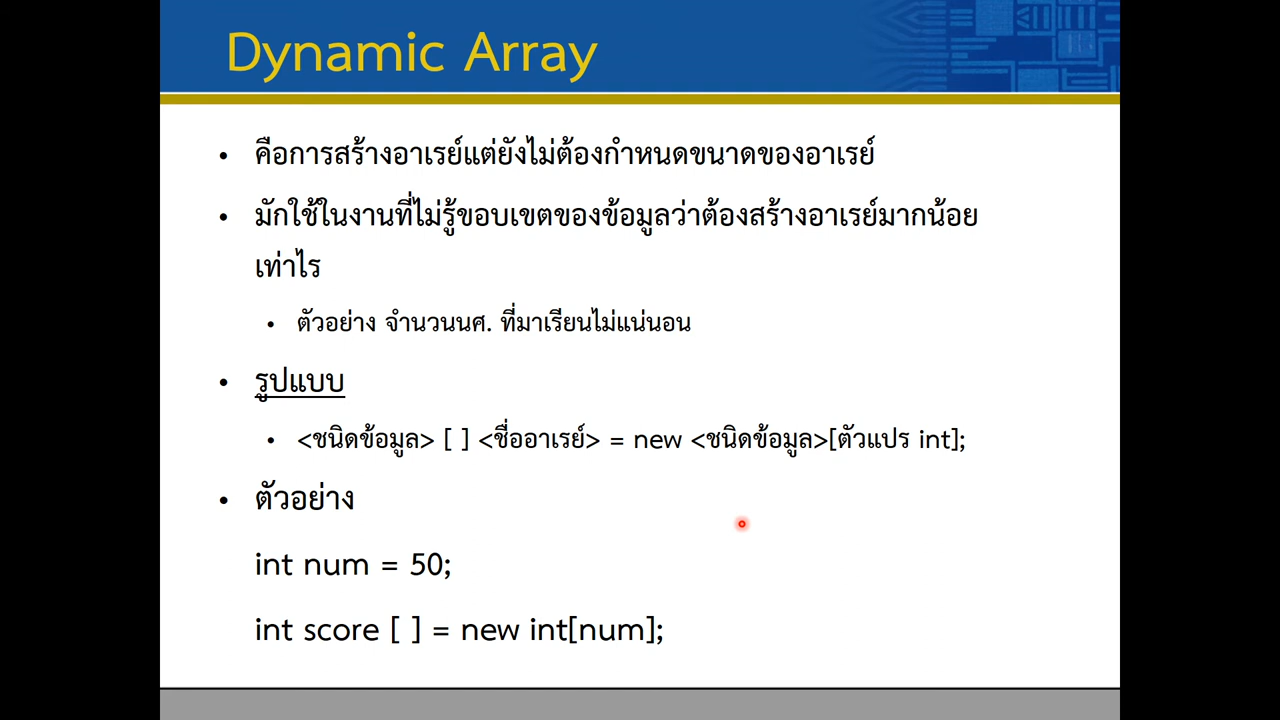 Dynamic Array
• คือการสร้างอาเรย์แต่ยังไม่ต้องกำหนดขนาดของอาเรย์
• มักใช้ในงานที่ไม่รู้ขอบเขตของข้อมูลว่าต้องสร้างอาเรย์มากน้อย
เท่าไร
• ตัวอย่าง จำนวนนศ. ที่มาเรียนไม่แน่นอน
• รูปแบบ
• <ชนิดข้อมูล> [ ] <ชื่ออาเรย์> = new <ชนิดข้อมูล>[ตัวแปร int];
• ตัวอย่าง
int num = 50;
int score [ ] = new int[num];